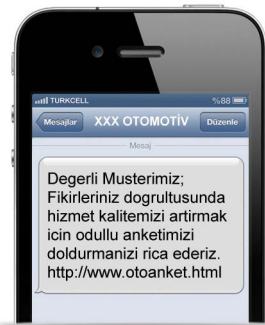 TURKCELL %88
Mesajlar XXX OTOMOTİV Düzenle
Mesaj
Degerli Musterimiz;
Fikirleriniz dogrultusunda
hizmet kalitemizi artirmak
icin odullu anketimizi
doldurmanizi rica ederiz.
http://www.otoanket.html